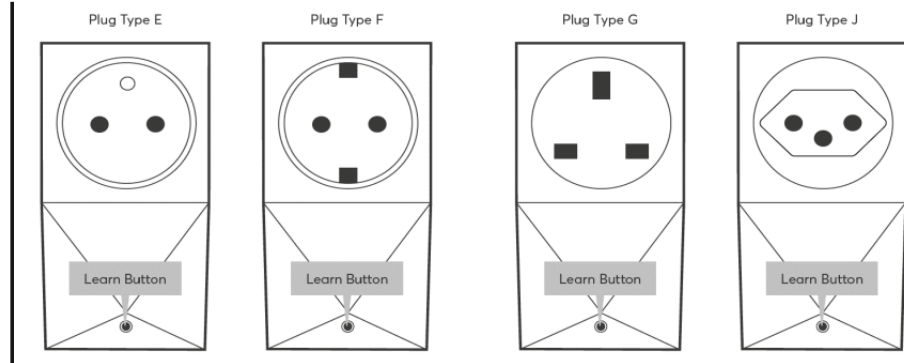 Plug Type E
Plug Type F
Plug Type G
Plug Type J
Learn Button
Learn Button
Learn Button
Learn Button